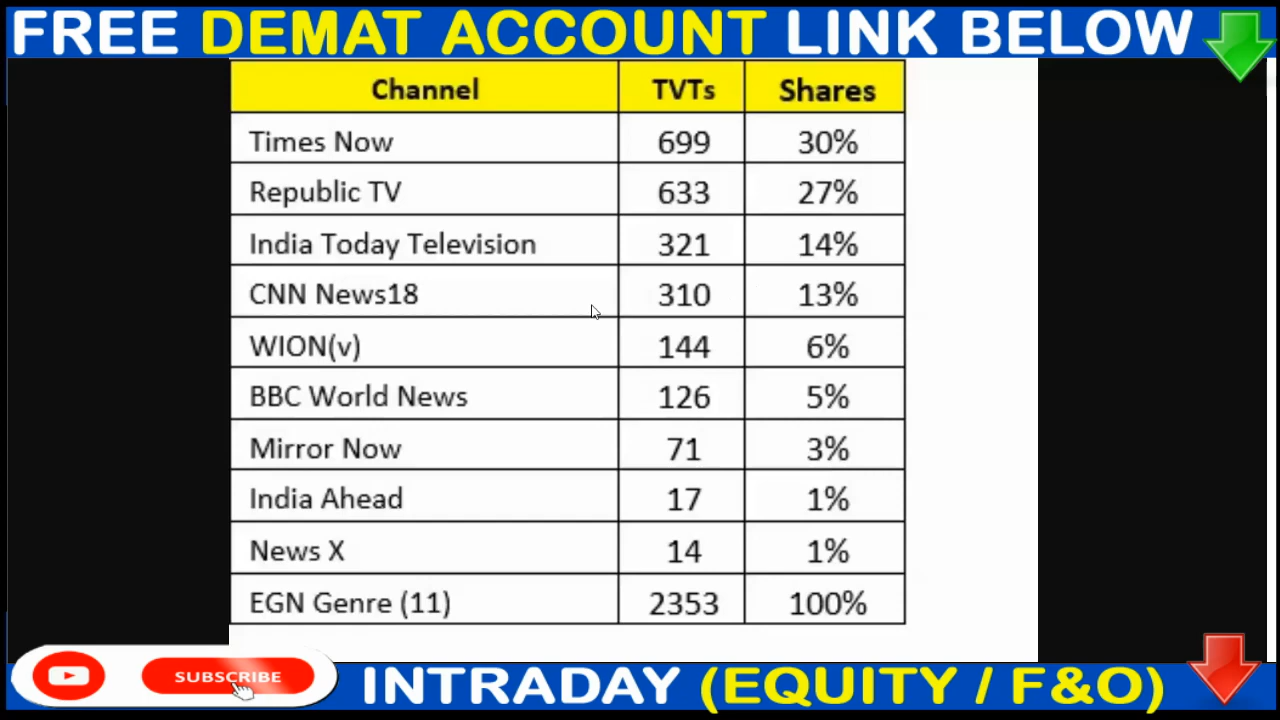 FREE DEMAT ACCOUNT LINK BELOW
Channel TVTs Shares
Times Now 699 30%
Republic TV 633 27%
India Today Television 321 14%
CNN News18 310 13%
WION(v) 144 6%
BBC World News 126 5%
Mirror Now 71 3%
India Ahead 17 1%
News X 14 1%
EGN Genre (11) 2353 100%
SUBSCRIBE
INTRADAY (EQUITY / F&O)